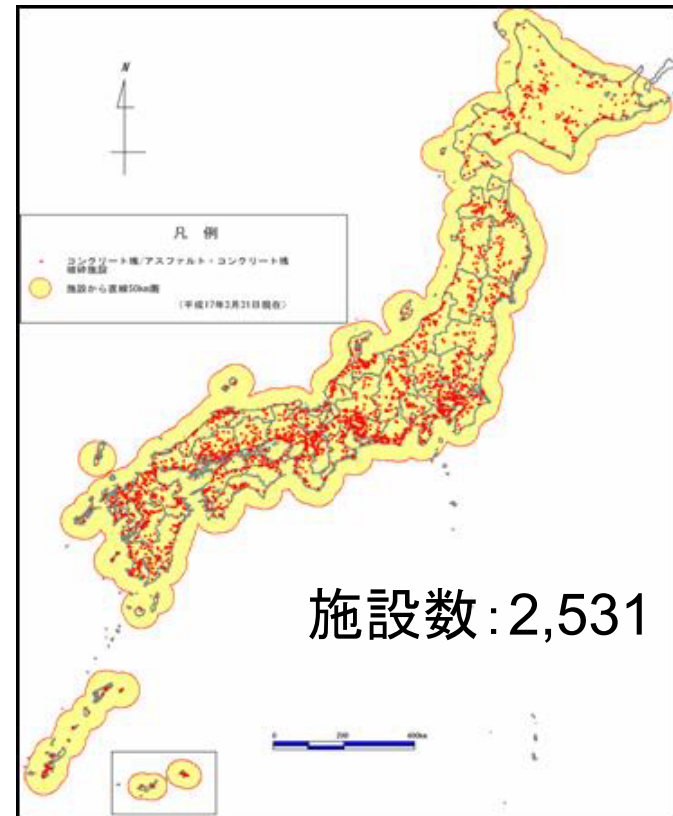 N
凡 例
コンクリート塊/アスファルト・コンクリート塊
破砕施設
施設から直線50km圏
(平成17年3月31日現在)
施設数:2,531
0 200 400km